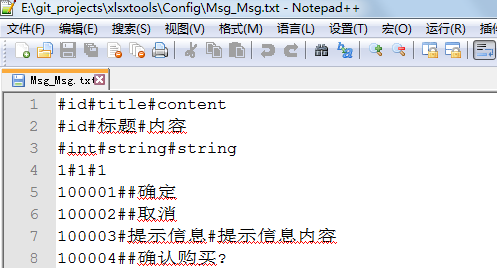 E:\git_projects\xlsxtools\Config\Msg_Msg.txt - Notepad++
文件(F) 编辑(E) 搜索(S) 视图(V) 格式(M) 语言(L) 设置(T) 宏(O) 运行(R) 插件
Msg_Msg.txt
1 #id#title#content
2 #id#标题#内容
3 #int#string#string
4 1#1#1
5 100001##确定
6 100002##取消
7 100003#提示信息#提示信息内容
8 100004##确认购买?